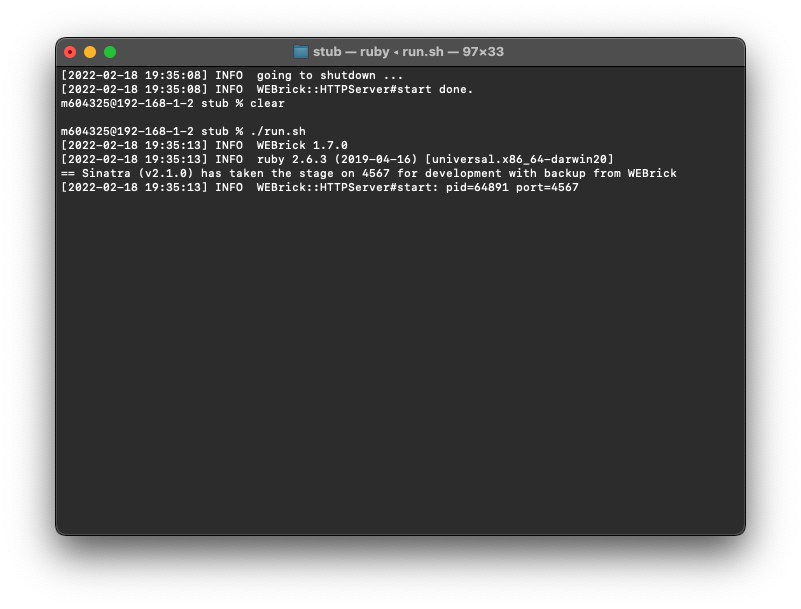 stub — ruby ◂ run.sh — 97×33
[2022-02-18 19:35:08] INFO  going to shutdown ...
[2022-02-18 19:35:08] INFO  WEBrick::HTTPServer#start done.
m604325@192-168-1-2 stub % clear
m604325@192-168-1-2 stub % ./run.sh
[2022-02-18 19:35:13] INFO  WEBrick 1.7.0
[2022-02-18 19:35:13] INFO  ruby 2.6.3 (2019-04-16) [universal.x86_64-darwin20]
== Sinatra (v2.1.0) has taken the stage on 4567 for development with backup from WEBrick
[2022-02-18 19:35:13] INFO  WEBrick::HTTPServer#start: pid=64891 port=4567